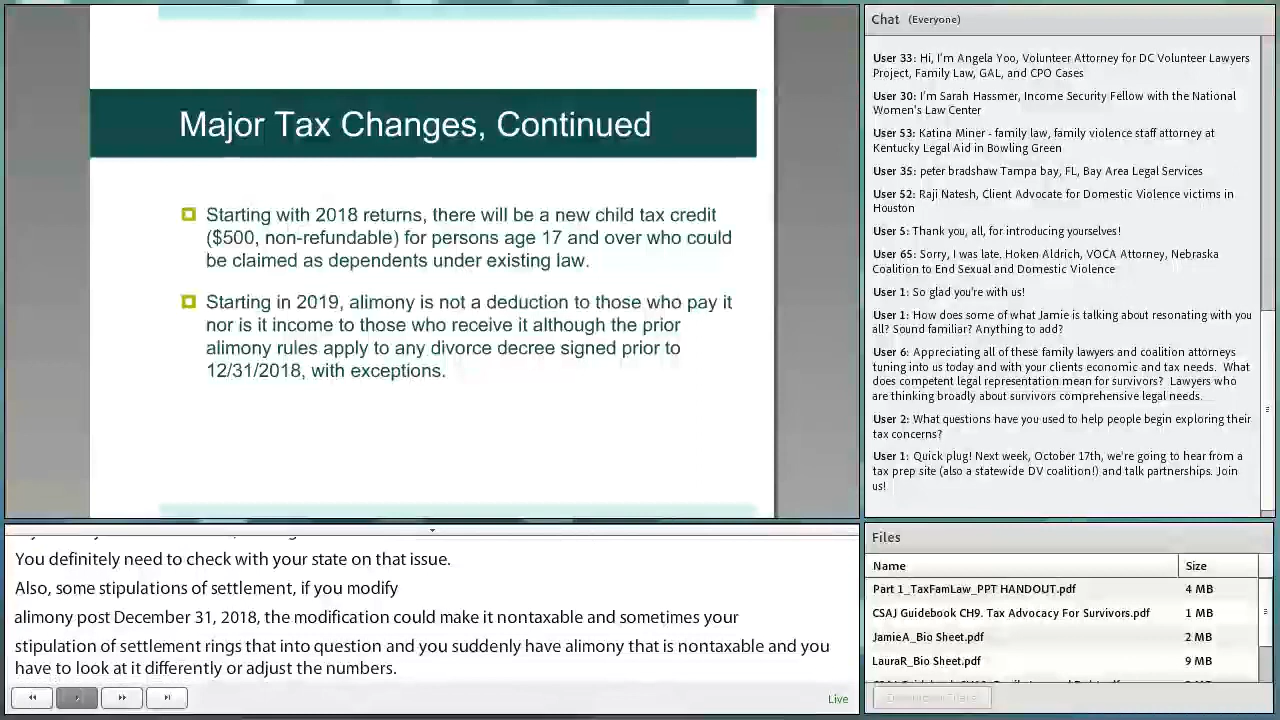 Major Tax Changes, Continued
Starting with 2018 returns, there will be a new child tax credit
($500, non-refundable) for persons age 17 and over who could
be claimed as dependents under existing law.
Starting in 2019, alimony is not a deduction to those who pay it
nor is it income to those who receive it although the prior
alimony rules apply to any divorce decree signed prior to
12/31/2018, with exceptions.
You definitely need to check with your state on that issue.
Also, some stipulations of settlement, if you modify
alimony post December 31, 2018, the modification could make it nontaxable and sometimes your
stipulation of settlement rings that into question and you suddenly have alimony that is nontaxable and you
have to look at it differently or adjust the numbers.
Live
Chat (Everyone)
User 33: Hi, I'm Angela Yoo, Volunteer Attorney for DC Volunteer Lawyers
Project, Family Law, GAL, and CPO Cases
User 30: I'm Sarah Hassmer, Income Security Fellow with the National
Women's Law Center
User 53: Katina Miner - family law, family violence staff attorney at
Kentucky Legal Aid in Bowling Green
User 35: peter bradshaw Tampa bay, FL, Bay Area Legal Services
User 52: Raji Natesh, Client Advocate for Domestic Violence victims in
Houston
User 5: Thank you, all, for introducing yourselves!
User 65: Sorry, I was late. Hoken Aldrich, VOCA Attorney, Nebraska
Coalition to End Sexual and Domestic Violence
User 1: So glad you're with us!
User 1: How does some of what Jamie is talking about resonating with you
all? Sound familiar? Anything to add?
User 6: Appreciating all of these family lawyers and coalition attorneys
tuning into us today and with your clients economic and tax needs. What
does competent legal representation mean for survivors? Lawyers who
are thinking broadly about survivors comprehensive legal needs.
User 2: What questions have you used to help people begin exploring their
tax concerns?
User 1: Quick plug! Next week, October 17th, we're going to hear from a
tax prep site (also a statewide DV coalition!) and talk partnerships. Join
us!
Files
Name Size
Part 1_TaxFamLaw_PPT HANDOUT.pdf 4 MB
CSAJ Guidebook CH9. Tax Advocacy For Survivors.pdf 1 MB
JamieA_Bio Sheet.pdf 2 MB
LauraR_Bio Sheet.pdf 9 MB